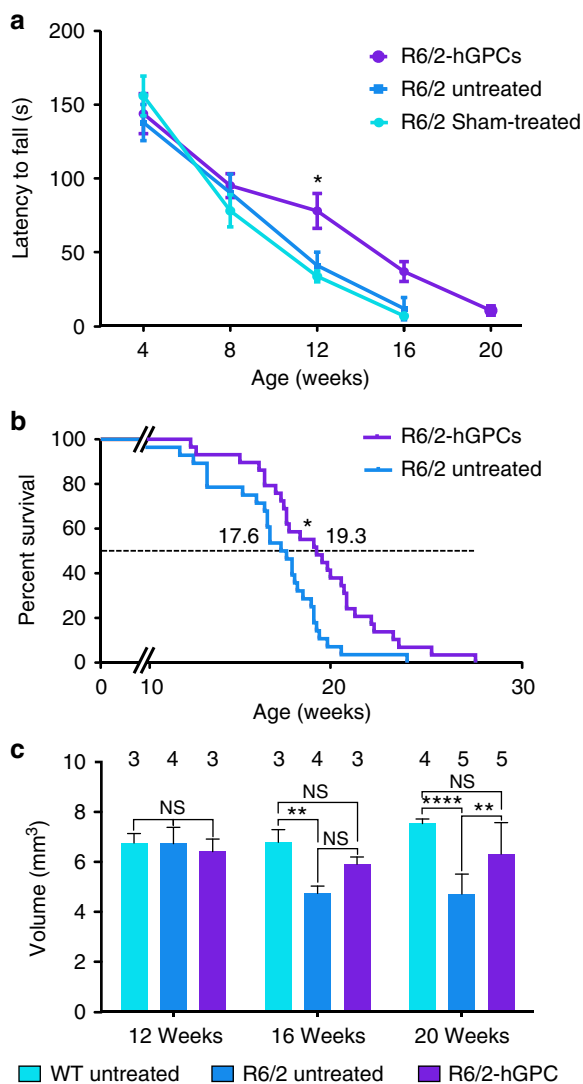 a
200
150
100
50
0
Latency to fall (s)
R6/2-hGPCs
R6/2 untreated
R6/2 Sham-treated
*
4 8 12 16 20
Age (weeks)
b
100
80
60
40
20
0
Percent survival
R6/2-hGPCs
R6/2 untreated
*
17.6 19.3
0 10 20 30
Age (weeks)
c
10
8
6
4
2
0
Volume (mm³)
3 4 3 3 4 3 4 5 5
NS
NS
**
NS
NS
****
**
12 Weeks 16 Weeks 20 Weeks
WT untreated R6/2 untreated R6/2-hGPC